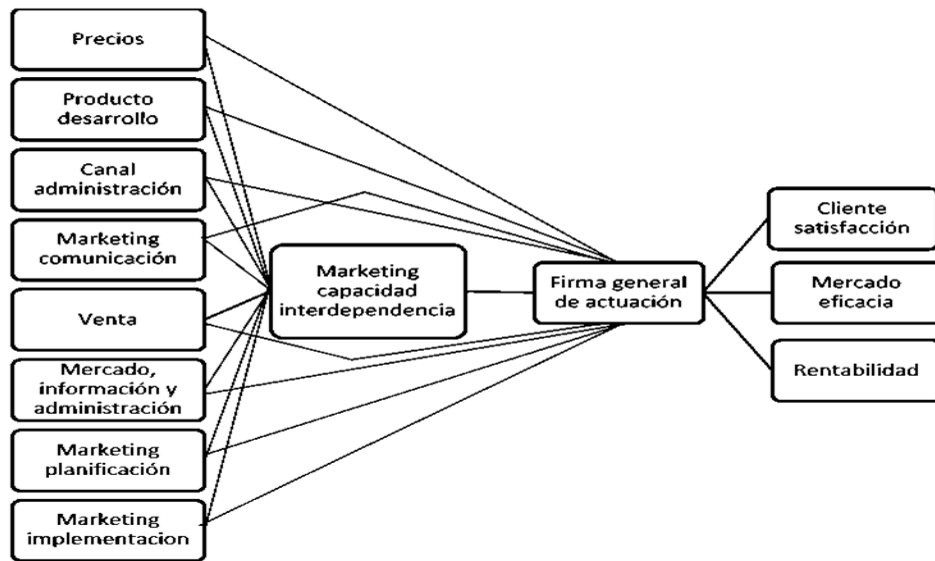 Precios
Producto
desarrollo
Canal
administración
Marketing
comunicación
Venta
Mercado,
información y
administración
Marketing
planificación
Marketing
implementacion
Marketing
capacidad
interdependencia
Firma general
de actuación
Cliente
satisfacción
Mercado
eficacia
Rentabilidad